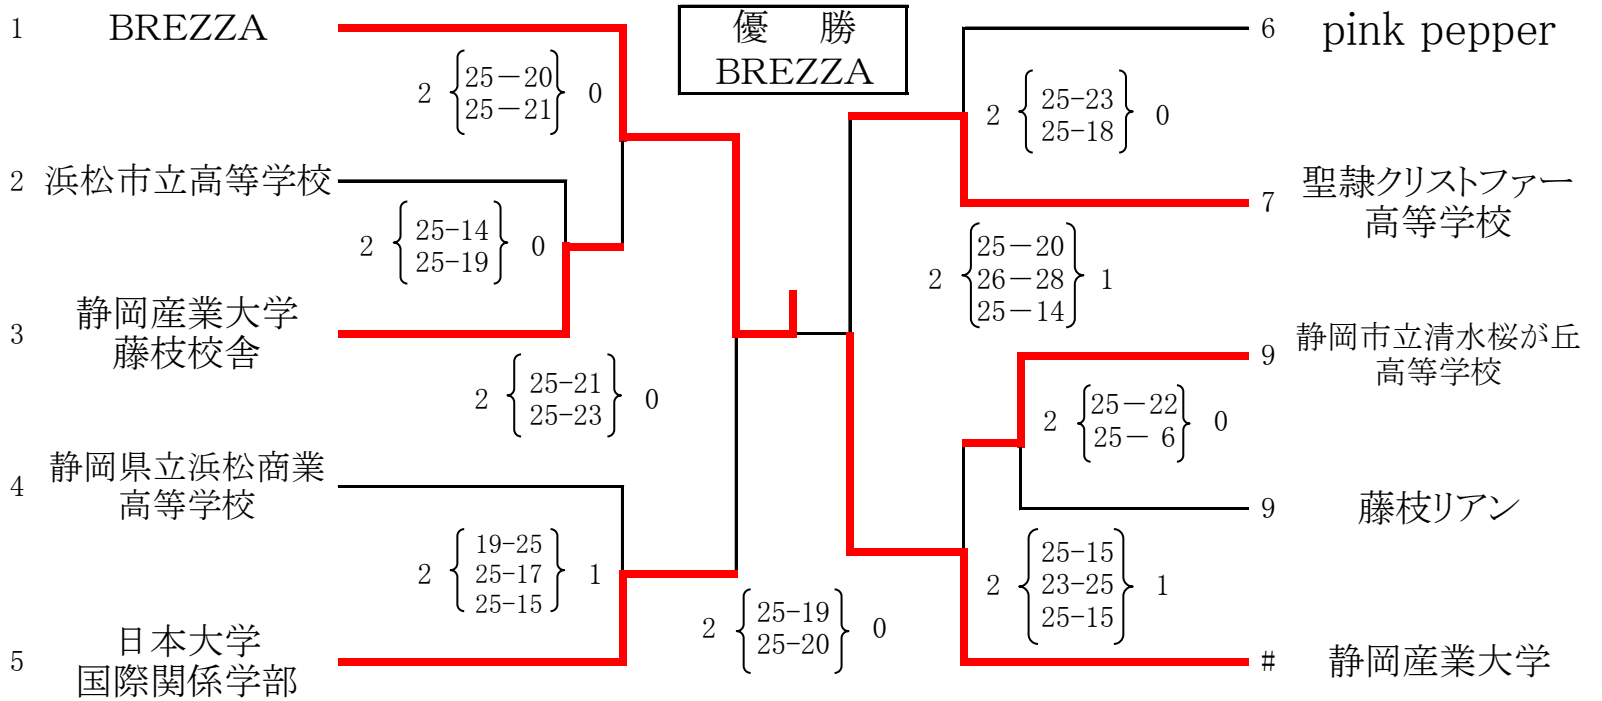 1 BREZZA
優 勝
BREZZA
6 pink pepper
2 25－20 0
25－21
2 25-23 0
25-18
2 浜松市立高等学校
7 聖隷クリストファー
高等学校
2 25-14 0
25-19
2 25－20 1
26－28
25－14
3 静岡産業大学
藤枝校舎
9 静岡市立清水桜が丘
高等学校
2 25-21 0
25-23
2 25－22 0
25－ 6
4 静岡県立浜松商業
高等学校
9 藤枝リアン
2 19-25 1
25-17
25-15
2 25-15 1
23-25
25-15
2 25-19 0
25-20
5 日本大学
国際関係学部
# 静岡産業大学